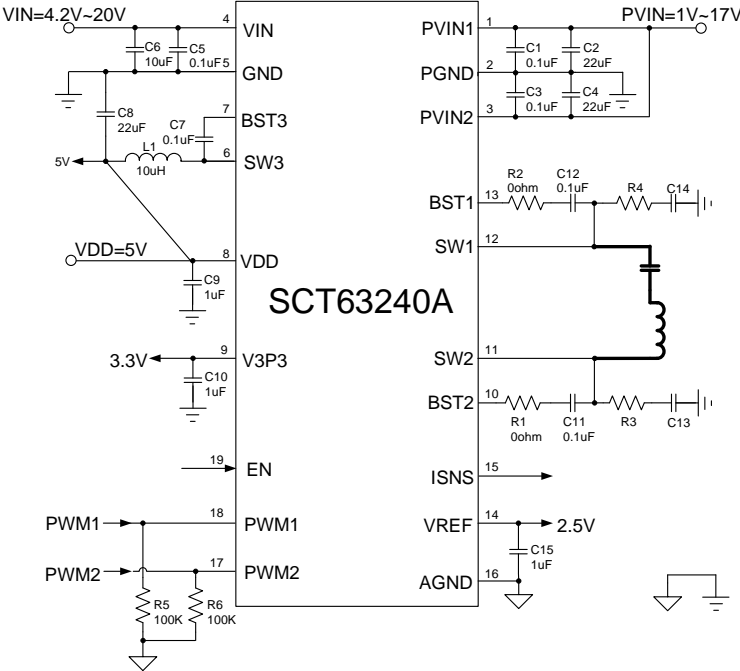 VIN=4.2V~20V
PVIN=1V~17V
4
VIN
C6
10uF
C5
0.1uF
5
GND
C8
22uF
7
BST3
C7
0.1uF
L1
10uH
6
SW3
5V
VDD=5V
8
VDD
C9
1uF
SCT63240A
3.3V
9
V3P3
C10
1uF
19
EN
PWM1
18
PWM1
PWM2
17
PWM2
R5
100K
R6
100K
PVIN1
1
C1
0.1uF
C2
22uF
PGND
2
C3
0.1uF
C4
22uF
PVIN2
3
BST1
13
R2
0ohm
C12
0.1uF
R4
C14
SW1
12
SW2
11
BST2
10
R1
0ohm
C11
0.1uF
R3
C13
ISNS
15
VREF
14
2.5V
C15
1uF
AGND
16